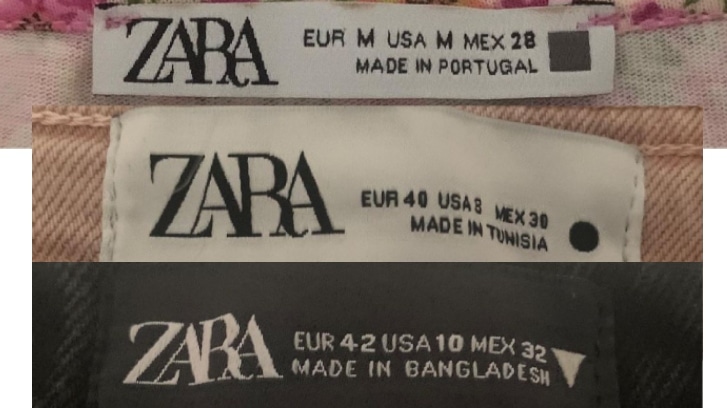 ZARA EUR M USA M MEX 28
MADE IN PORTUGAL
ZARA EUR 40 USA 8 MEX 30
MADE IN TUNISIA
ZARA EUR 42 USA 10 MEX 32
MADE IN BANGLADESH